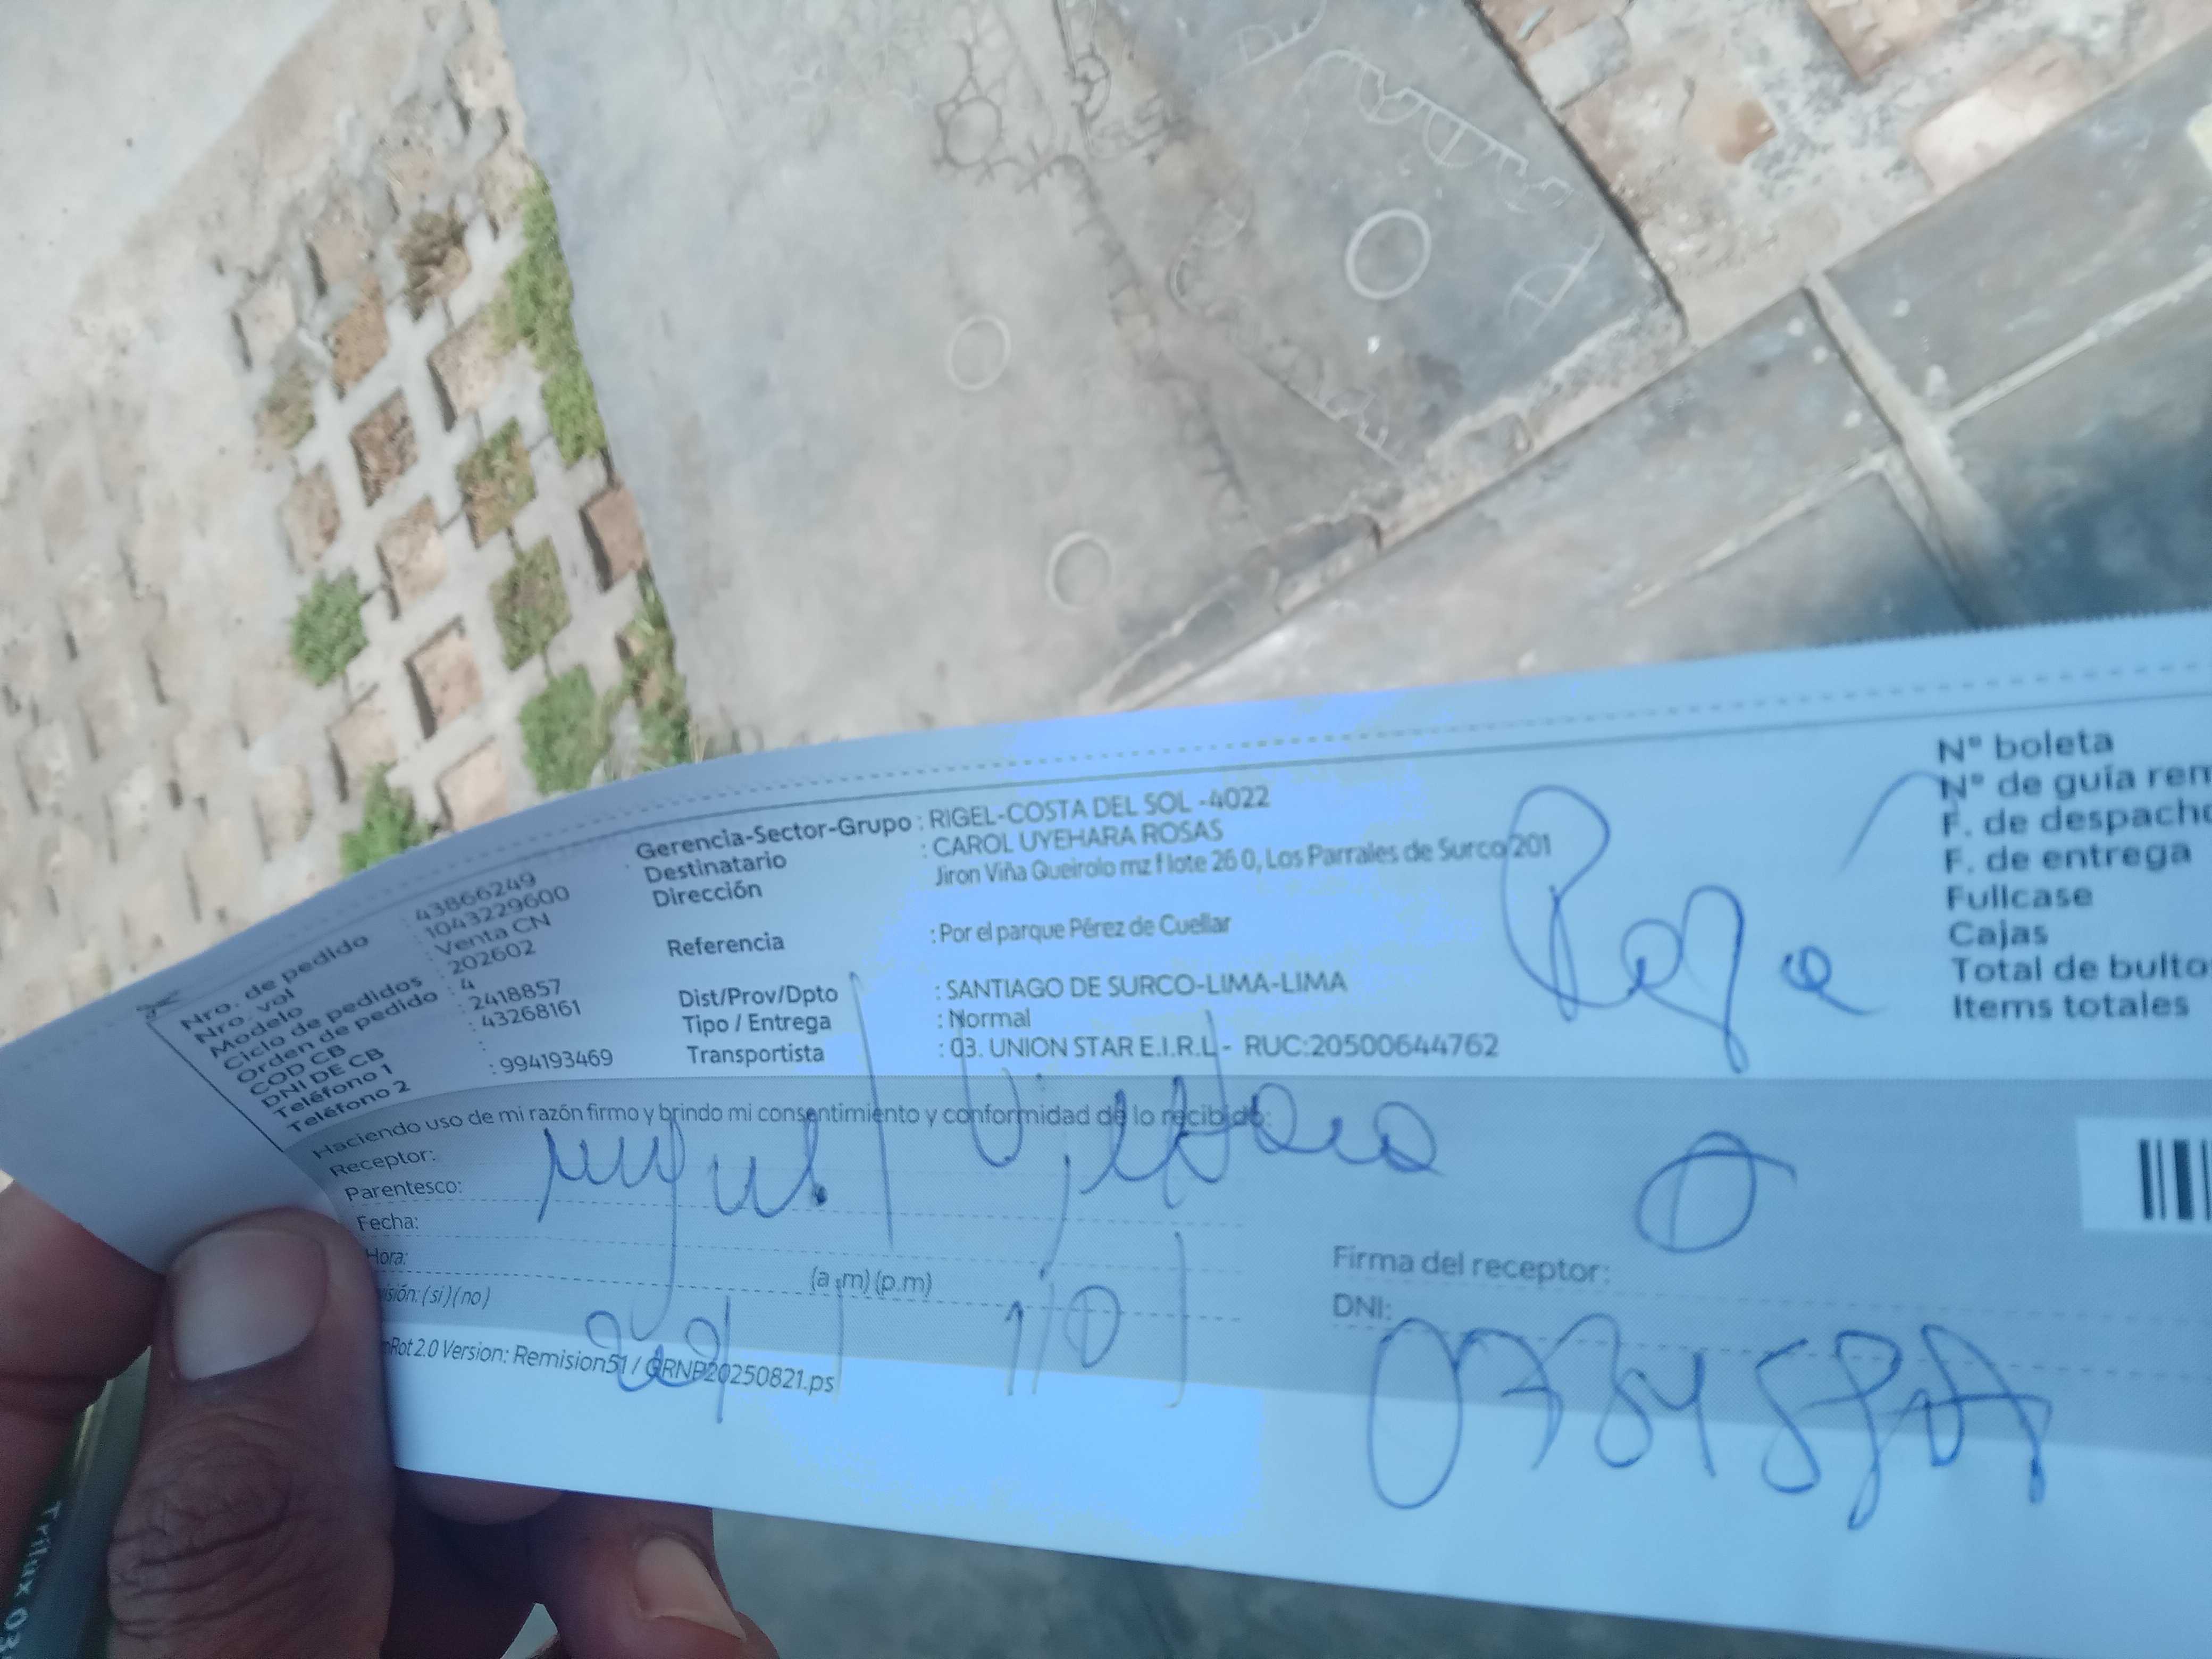 Nro. de pedido : 43866249
Nro. vol : 1043229600
Modelo : Venta CN
Ciclo de pedidos : 202602
Orden de pedido : 4
COD CB : 2418857
DNI DE CB : 43268161
Teléfono 1 :
Teléfono 2 : 994193469
Gerencia-Sector-Grupo : RIGEL-COSTA DEL SOL -4022
Destinatario : CAROL UYEHARA ROSAS
Dirección Jiron Viña Queirolo mz f lote 26 0, Los Parrales de Surco 201
Referencia : Por el parque Pérez de Cuellar
Dist/Prov/Dpto : SANTIAGO DE SURCO-LIMA-LIMA
Tipo / Entrega : Normal
Transportista : 03. UNION STAR E.I.R.L - RUC:20500644762
N° boleta
N° de guía rem
F. de despacho
F. de entrega
Fullcase
Cajas
Total de bulto
Items totales
Haciendo uso de mi razón firmo y brindo mi consentimiento y conformidad de lo recibido:
Receptor:
Parentesco:
Fecha:
Hora: (a.m) (p.m)
isión: (si) (no)
Firma del receptor:
DNI:
nRot 2.0 Version: Remision51 / GRNP20250821.ps
Trilux 03